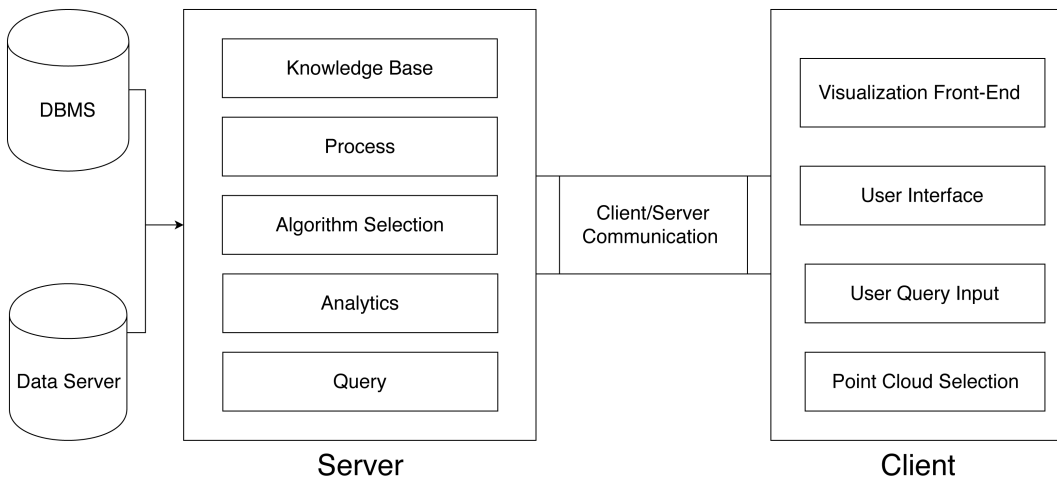 DBMS
Data Server
Knowledge Base
Process
Algorithm Selection
Analytics
Query
Server
Client/Server
Communication
Visualization Front-End
User Interface
User Query Input
Point Cloud Selection
Client